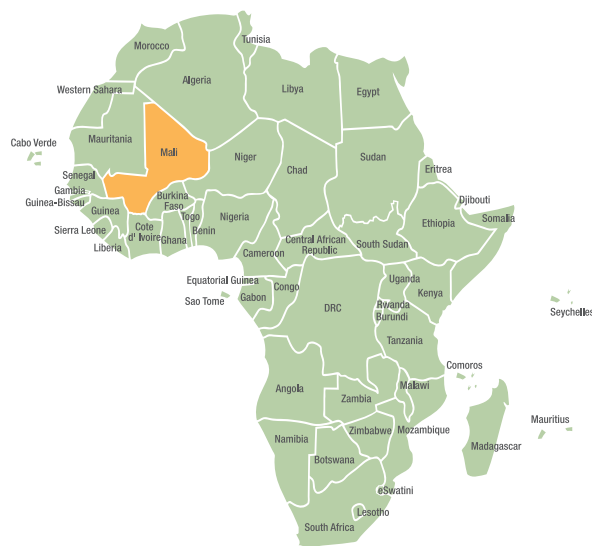 Tunisia
Morocco
Algeria
Libya
Egypt
Western Sahara
Mauritania
Mali
Niger
Chad
Sudan
Eritrea
Cabo Verde
Senegal
Gambia
Guinea-Bissau
Guinea
Sierra Leone
Liberia
Cote
d' Ivoire
Burkina
Faso
Ghana
Togo
Benin
Nigeria
Cameroon
Central African
Republic
South Sudan
Ethiopia
Djibouti
Somalia
Equatorial Guinea
Sao Tome
Gabon
Congo
DRC
Uganda
Kenya
Rwanda
Burundi
Tanzania
Seychelles
Comoros
Angola
Zambia
Malawi
Mozambique
Mauritius
Madagascar
Namibia
Zimbabwe
Botswana
eSwatini
Lesotho
South Africa